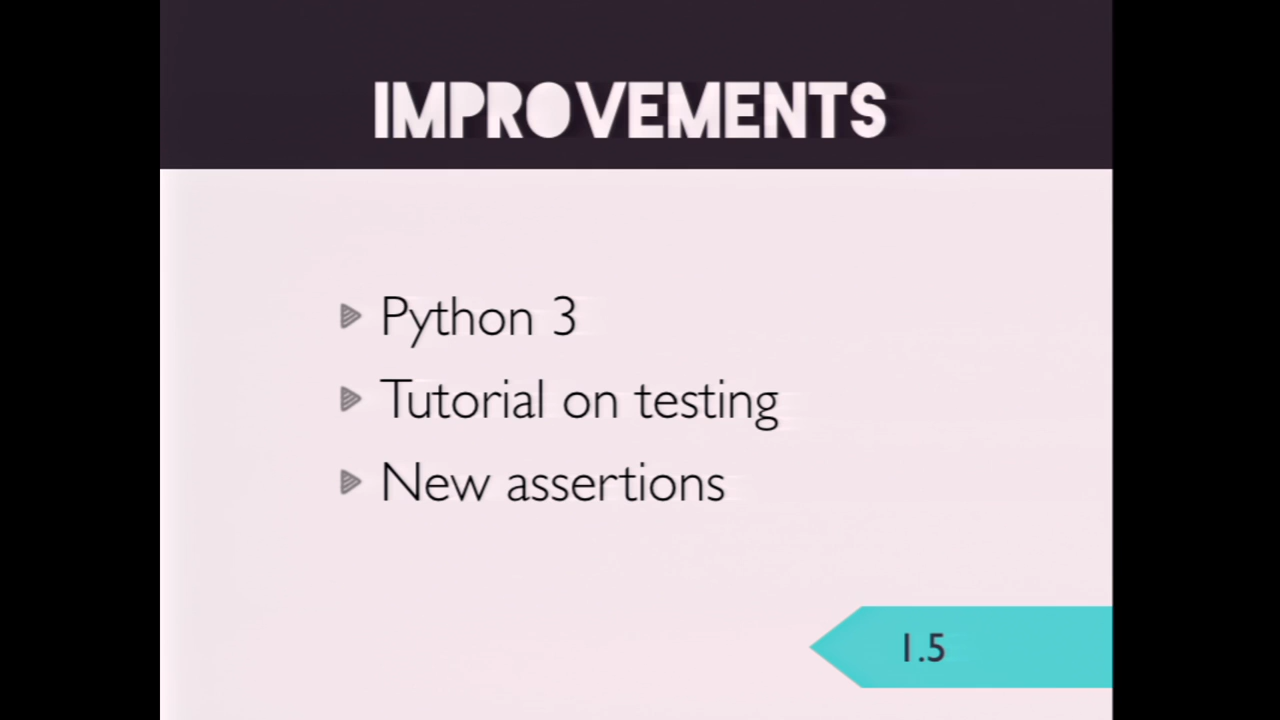 IMPROVEMENTS
Python 3
Tutorial on testing
New assertions
1.5